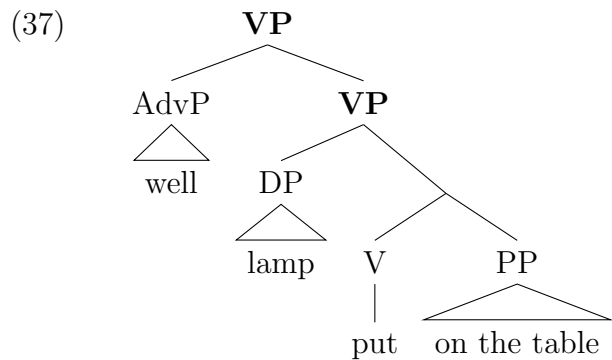 (37) VP
AdvP VP
well DP
lamp V PP
put on the table